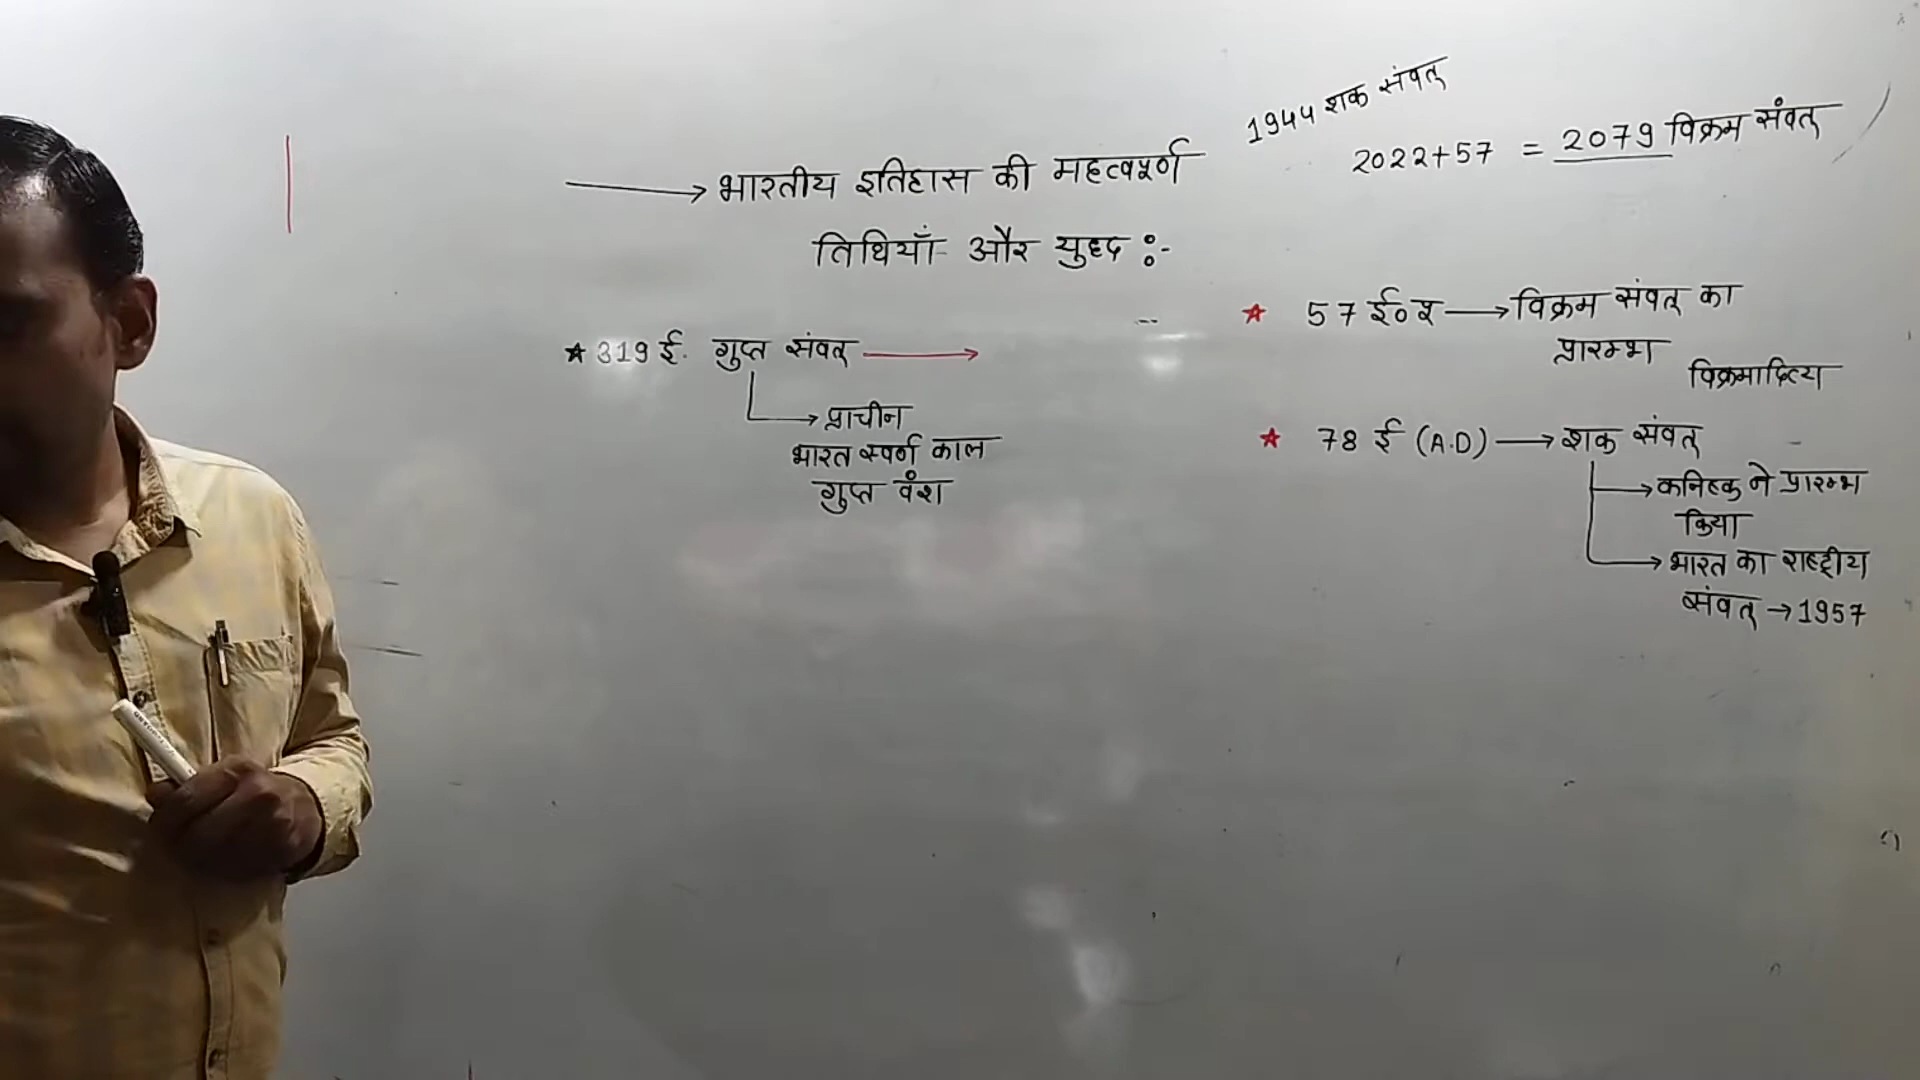 1944 शक संवत्
2022+57 = 2079 विक्रम संवत्
भारतीय इतिहास की महत्वपूर्ण
तिथियाँ और युद्ध :-
★ 319 ई. गुप्त संवत्
प्राचीन
भारत स्वर्ण काल
गुप्त वंश
★ 57 ई०पू → विक्रम संवत् का
प्रारम्भ
विक्रमादित्य
★ 78 ई (A.D) → शक संवत्
कनिष्क ने प्रारम्भ
किया
भारत का राष्ट्रीय
संवत् → 1957